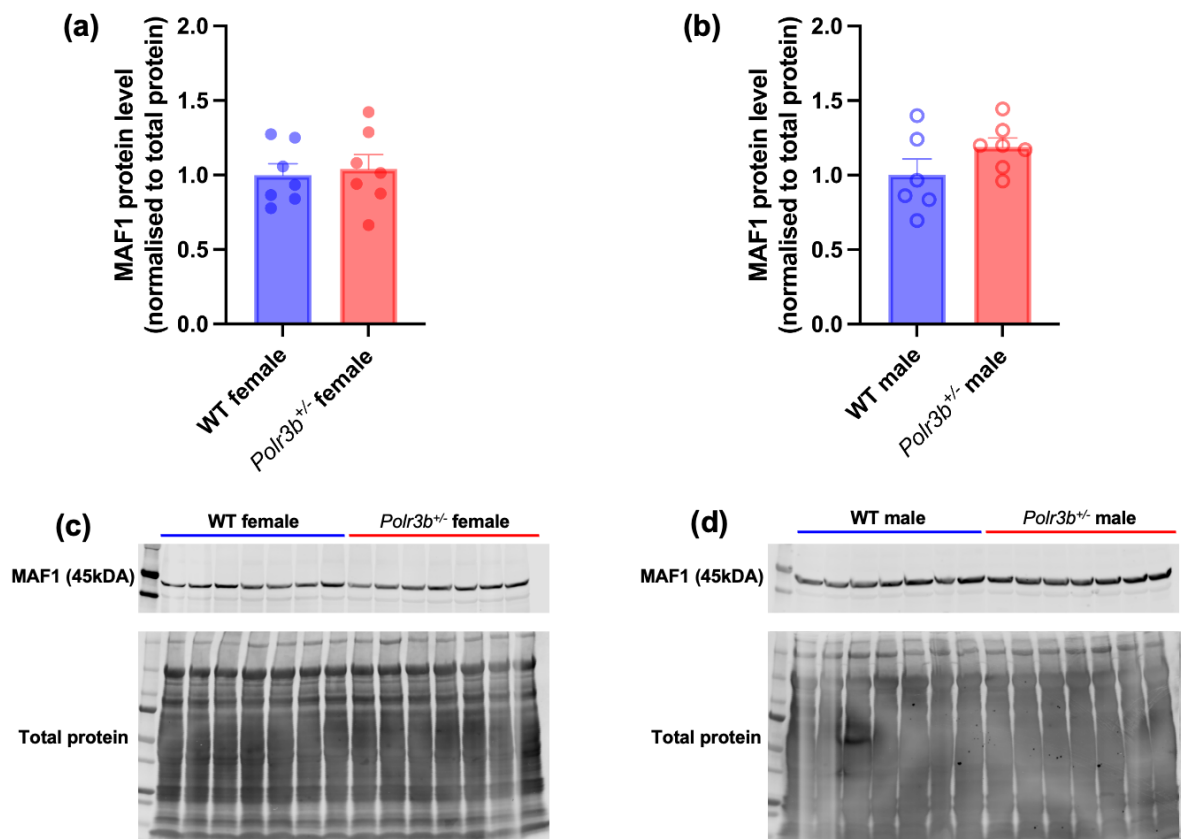 (a)
MAF1 protein level
(normalised to total protein)
2.0
1.5
1.0
0.5
0.0
WT female
Polr3b+/- female
(b)
MAF1 protein level
(normalised to total protein)
2.0
1.5
1.0
0.5
0.0
WT male
Polr3b+/- male
(c)
WT female
Polr3b+/- female
MAF1 (45kDA)
Total protein
(d)
WT male
Polr3b+/- male
MAF1 (45kDA)
Total protein